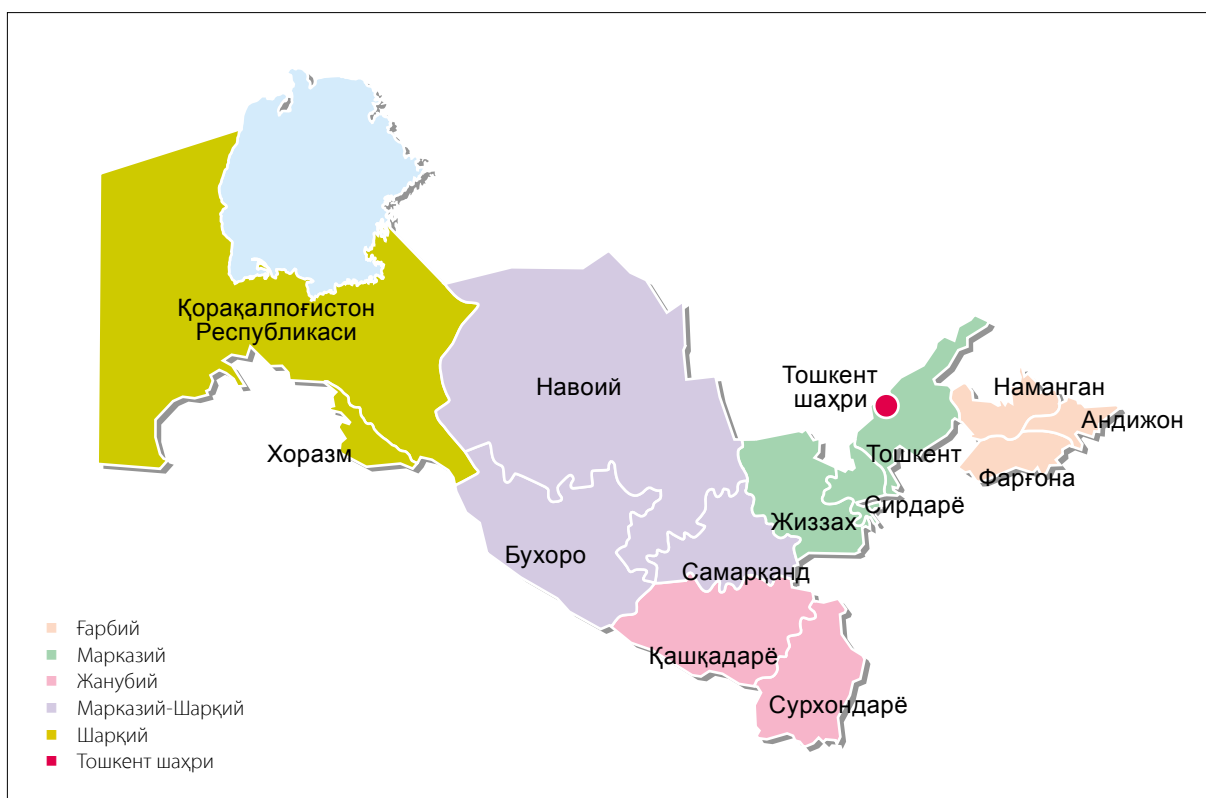 Қорақалпоғистон
Республикаси
Навоий
Тошкент
шаҳри
Наманган
Андижон
Хоразм
Тошкент
Фарғона
Сирдарё
Жиззах
Бухоро
Самарқанд
Қашқадарё
Сурхондарё
Ғарбий
Марказий
Жанубий
Марказий-Шарқий
Шарқий
Тошкент шаҳри